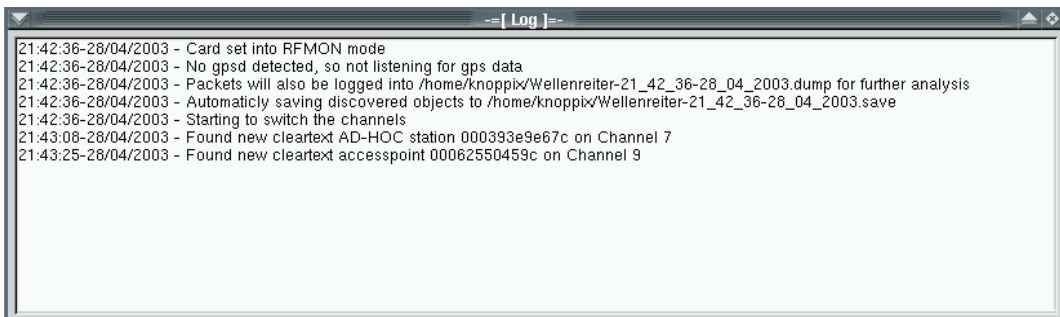 -=[ Log ]=-
21:42:36-28/04/2003 - Card set into RFMON mode
21:42:36-28/04/2003 - No gpsd detected, so not listening for gps data
21:42:36-28/04/2003 - Packets will also be logged into /home/knoppix/Wellenreiter-21_42_36-28_04_2003.dump for further analysis
21:42:36-28/04/2003 - Automaticly saving discovered objects to /home/knoppix/Wellenreiter-21_42_36-28_04_2003.save
21:42:36-28/04/2003 - Starting to switch the channels
21:43:08-28/04/2003 - Found new cleartext AD-HOC station 000393e9e67c on Channel 7
21:43:25-28/04/2003 - Found new cleartext accesspoint 00062550459c on Channel 9